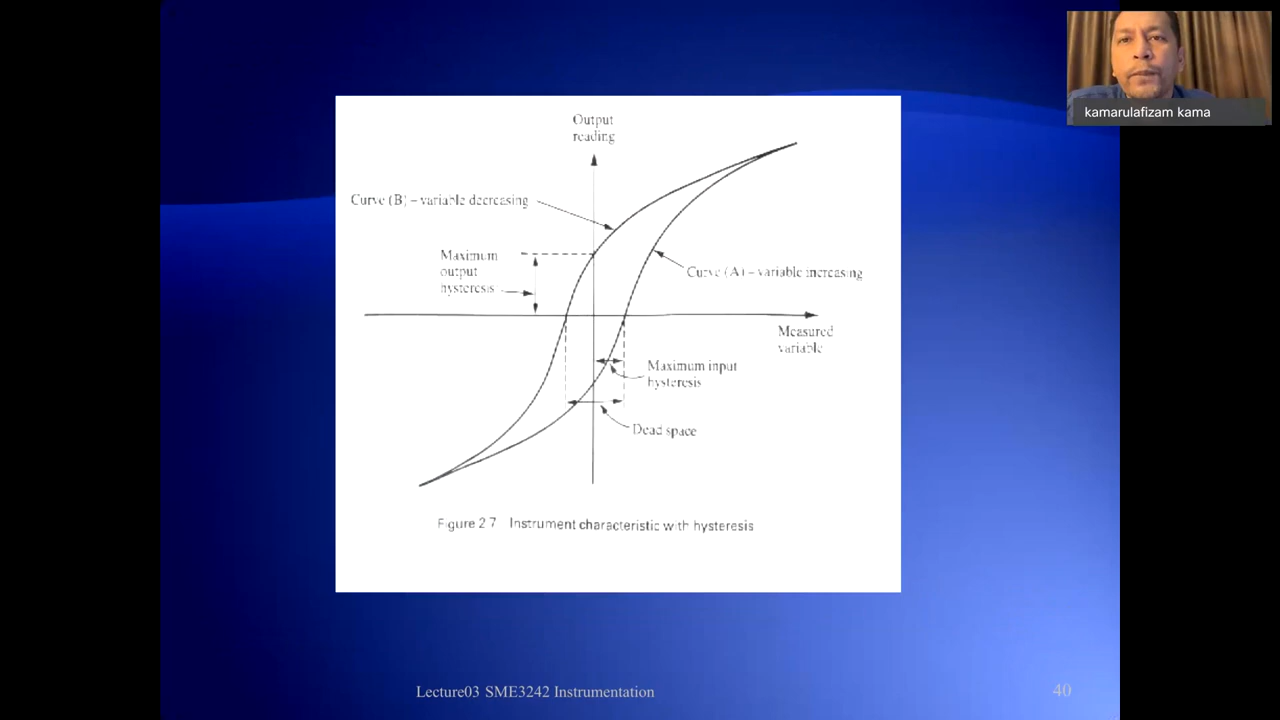 kamarulafizam kama
Output
reading
Curve (B) – variable decreasing
Maximum
output
hysteresis
Curve (A) – variable increasing
Measured
variable
Maximum input
hysteresis
Dead space
Figure 2.7 Instrument characteristic with hysteresis
Lecture03 SME3242 Instrumentation
40